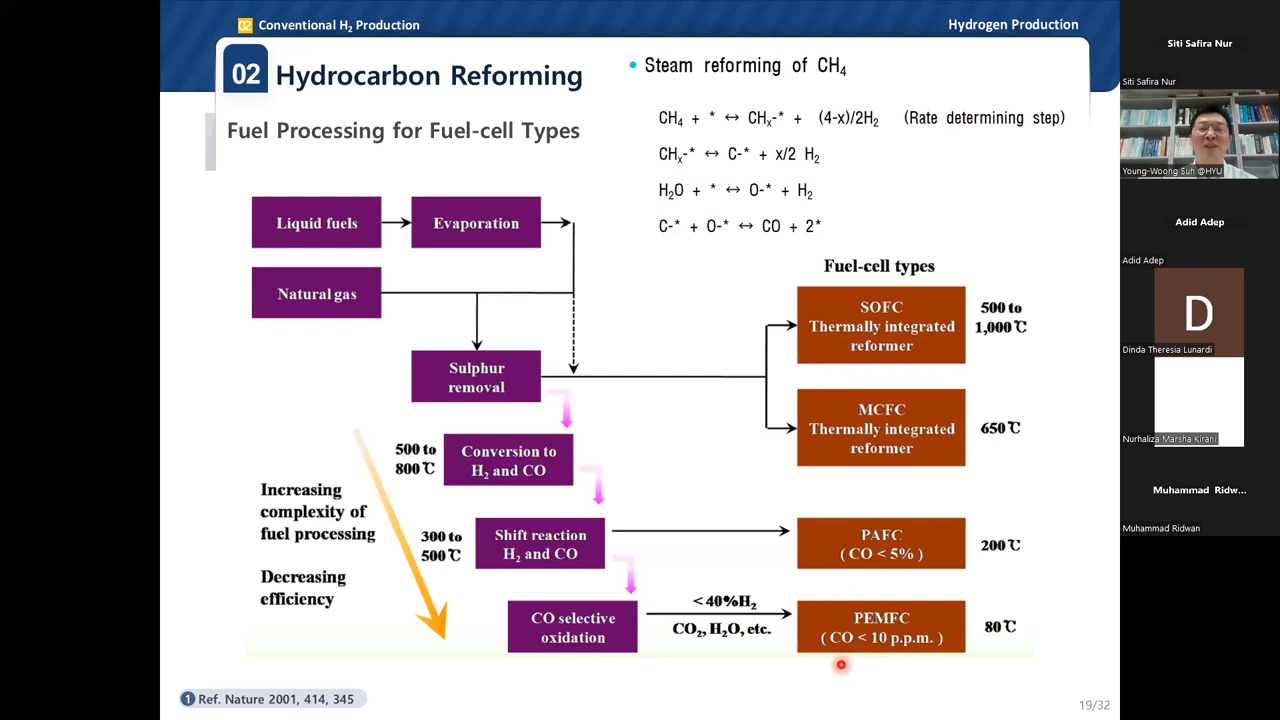 02 Conventional H₂ Production
Hydrogen Production
02 Hydrocarbon Reforming
Fuel Processing for Fuel-cell Types
• Steam reforming of CH₄
CH₄ + * ↔ CHₓ-* + (4-x)/2H₂ (Rate determining step)
CHₓ-* ↔ C-* + x/2 H₂
H₂O + * ↔ O-* + H₂
C-* + O-* ↔ CO + 2*
Liquid fuels
Evaporation
Natural gas
Sulphur
removal
Fuel-cell types
SOFC
Thermally integrated
reformer
500 to
1,000℃
MCFC
Thermally integrated
reformer
650℃
500 to
800℃
Conversion to
H₂ and CO
Increasing
complexity of
fuel processing
Decreasing
efficiency
300 to
500℃
Shift reaction
H₂ and CO
PAFC
( CO < 5% )
200℃
CO selective
oxidation
< 40%H₂
CO₂, H₂O, etc.
PEMFC
( CO < 10 p.p.m. )
80℃
1 Ref. Nature 2001, 414, 345
19/32
Siti Safira Nur
Siti Safira Nur
Young-Woong Suh @HYU
Adid Adep
Adid Adep
D
Dinda Theresia Lunardi
Nurhaliza Marsha Kirani
Muhammad Ridw...
Muhammad Ridwan